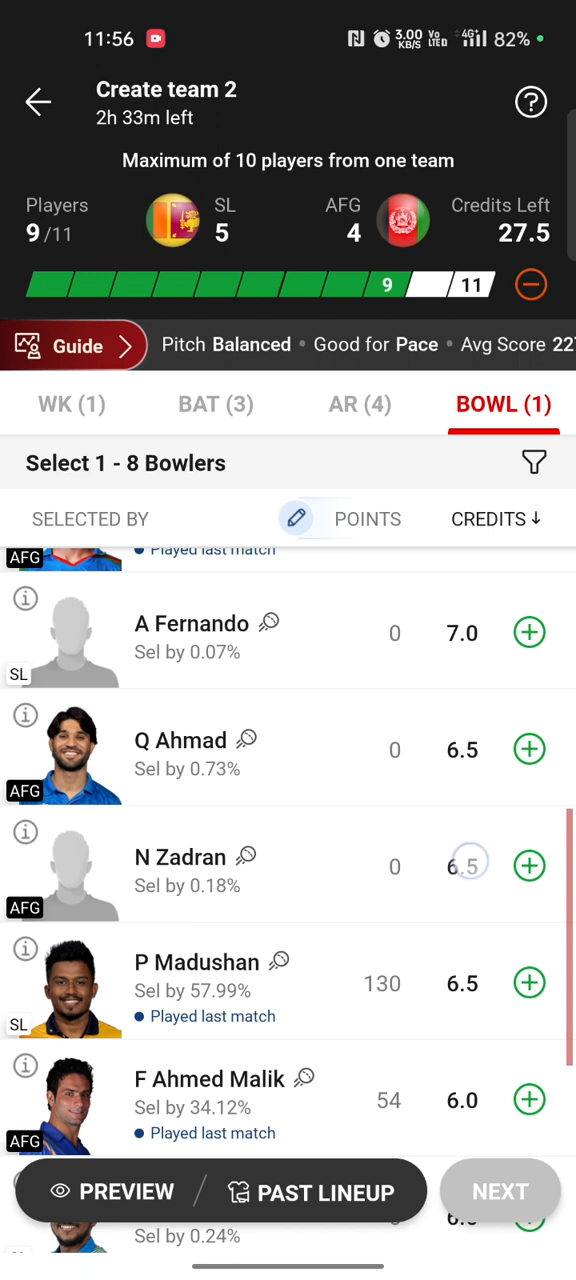 11:56 3.00 KB/S Vo LTED 4G+ 82%
Create team 2
2h 33m left
Maximum of 10 players from one team
Players SL AFG Credits Left
9/11 5 4 27.5
9 11
Guide Pitch Balanced • Good for Pace • Avg Score 22
WK (1) BAT (3) AR (4) BOWL (1)
Select 1 - 8 Bowlers
SELECTED BY POINTS CREDITS ↓
AFG Played last match
A Fernando 0 7.0
Sel by 0.07%
SL
Q Ahmad 0 6.5
Sel by 0.73%
AFG
N Zadran 0 6.5
Sel by 0.18%
AFG
P Madushan 130 6.5
Sel by 57.99%
SL Played last match
F Ahmed Malik 54 6.0
Sel by 34.12%
AFG Played last match
PREVIEW / PAST LINEUP NEXT
Sel by 0.24%